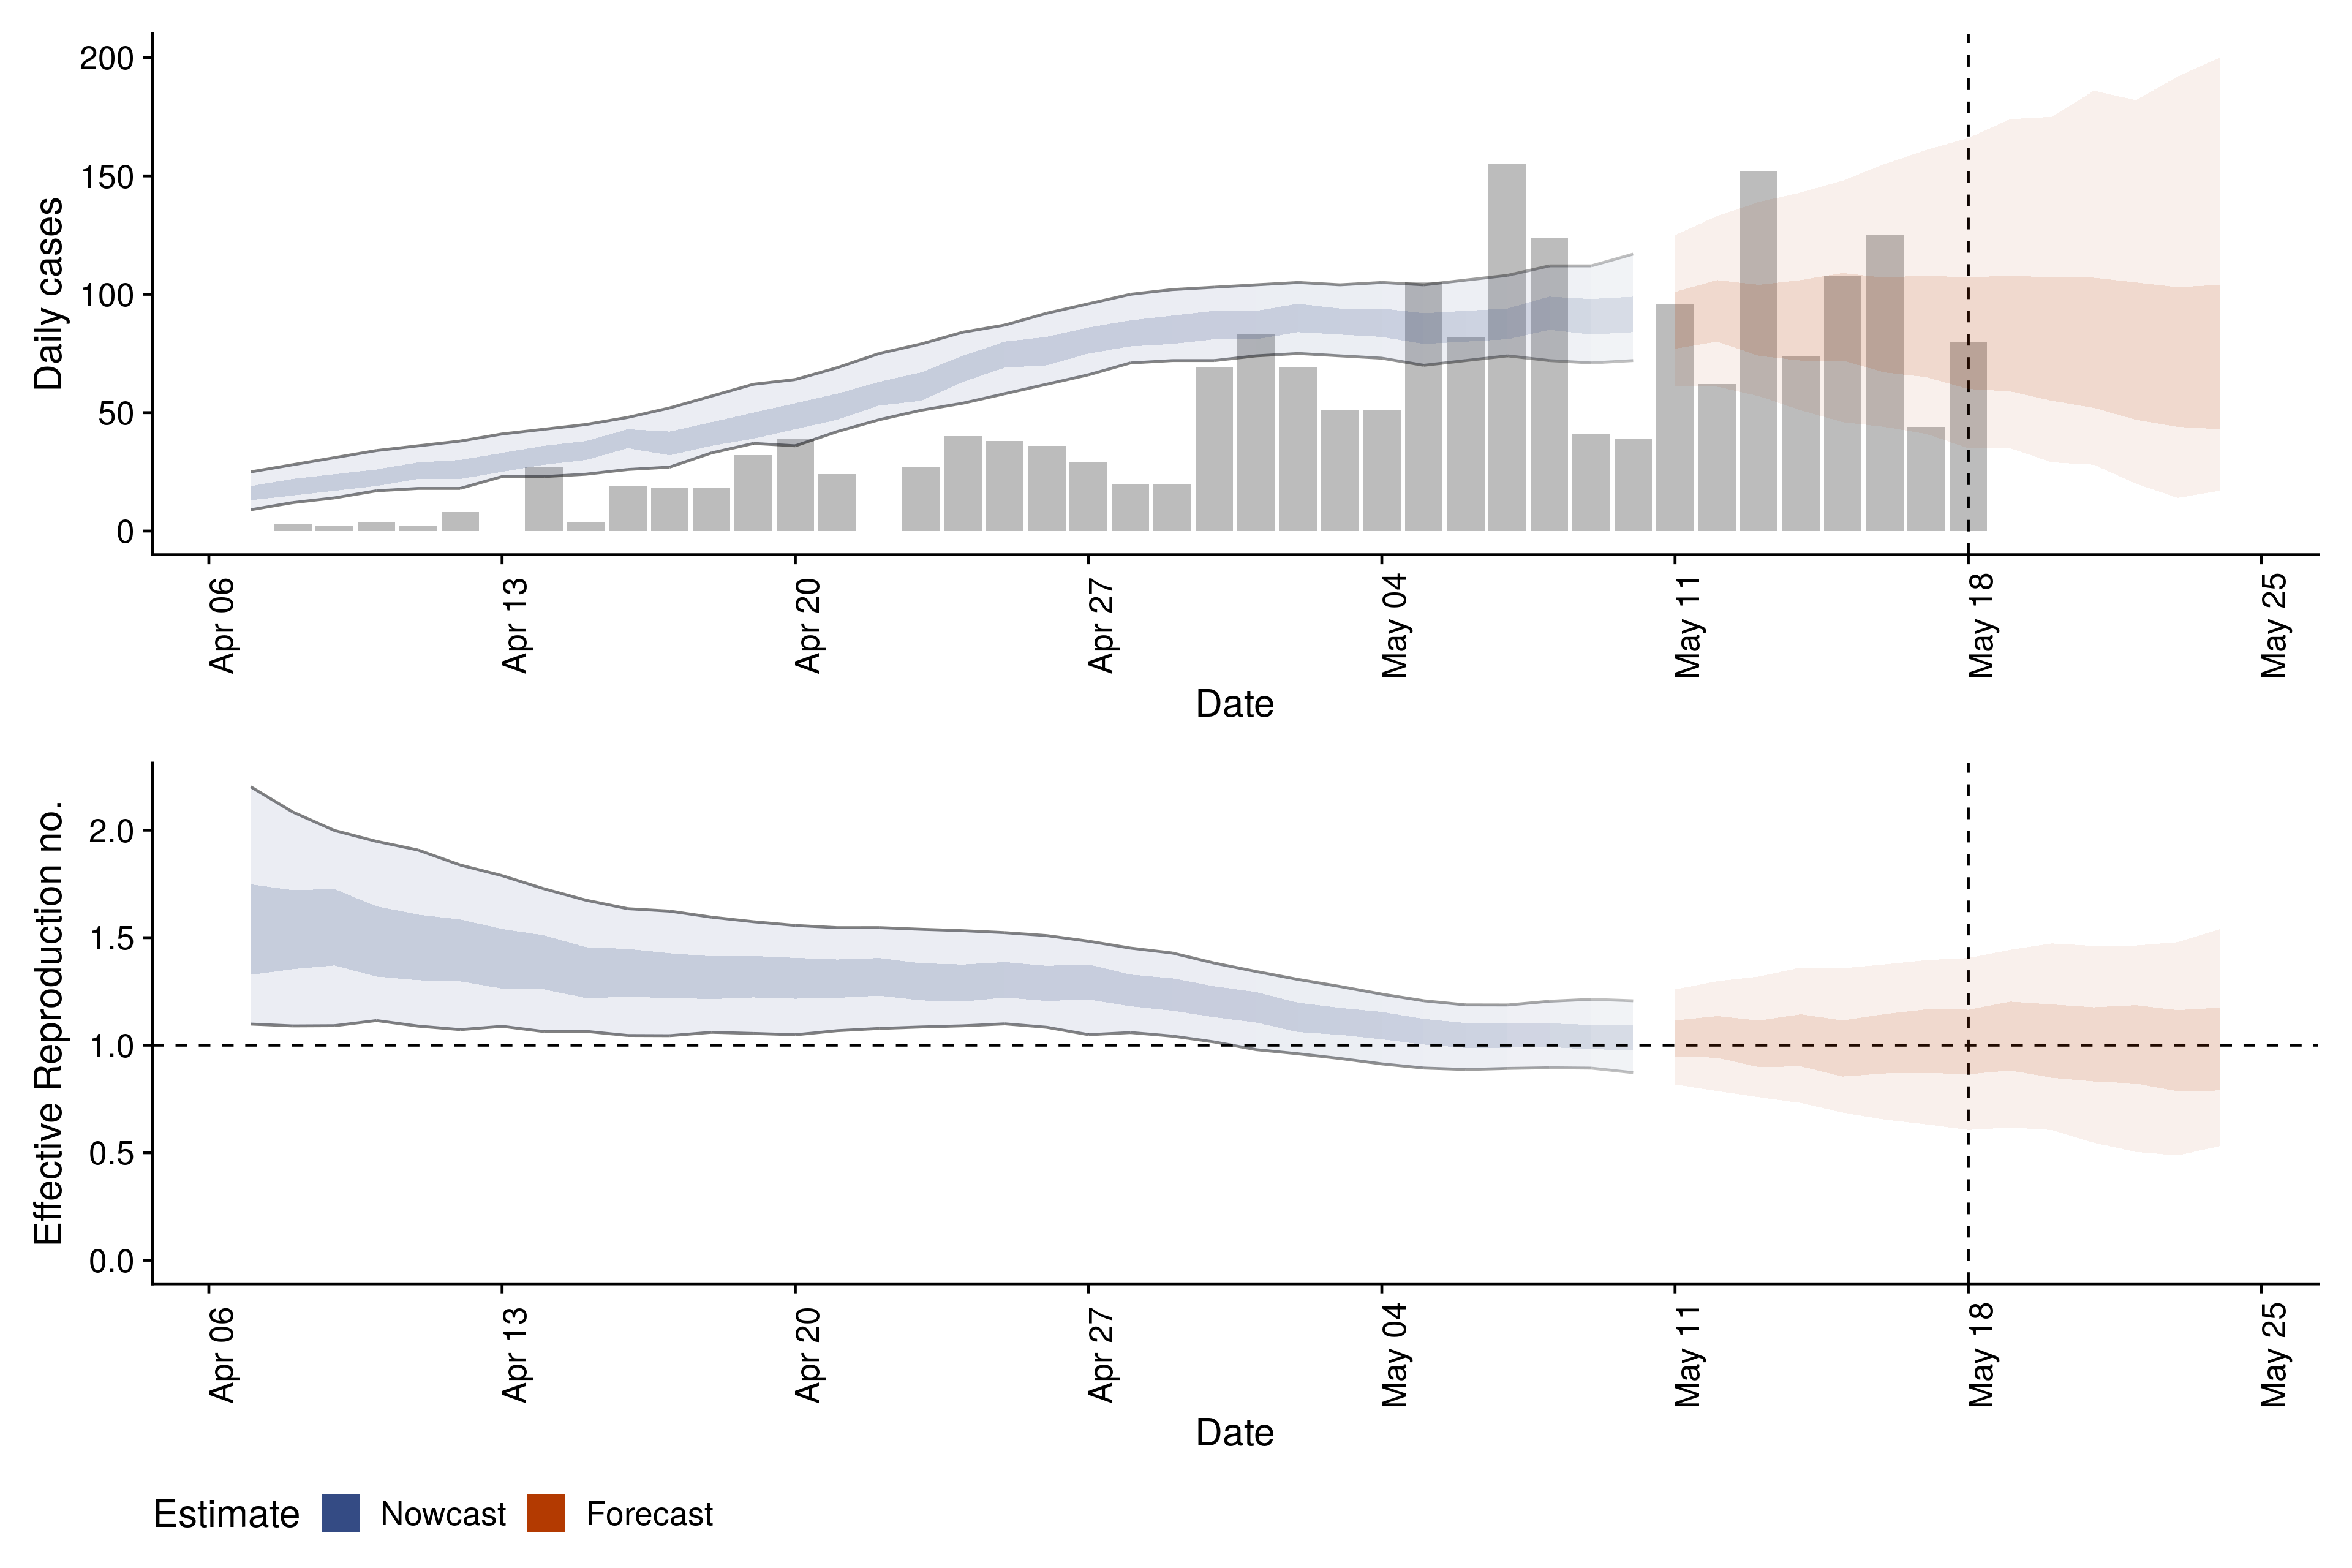 Daily cases
200
150
100
50
0
Apr 06
Apr 13
Apr 20
Apr 27
May 04
May 11
May 18
May 25
Date
Effective Reproduction no.
2.0
1.5
1.0
0.5
0.0
Apr 06
Apr 13
Apr 20
Apr 27
May 04
May 11
May 18
May 25
Date
Estimate Nowcast Forecast